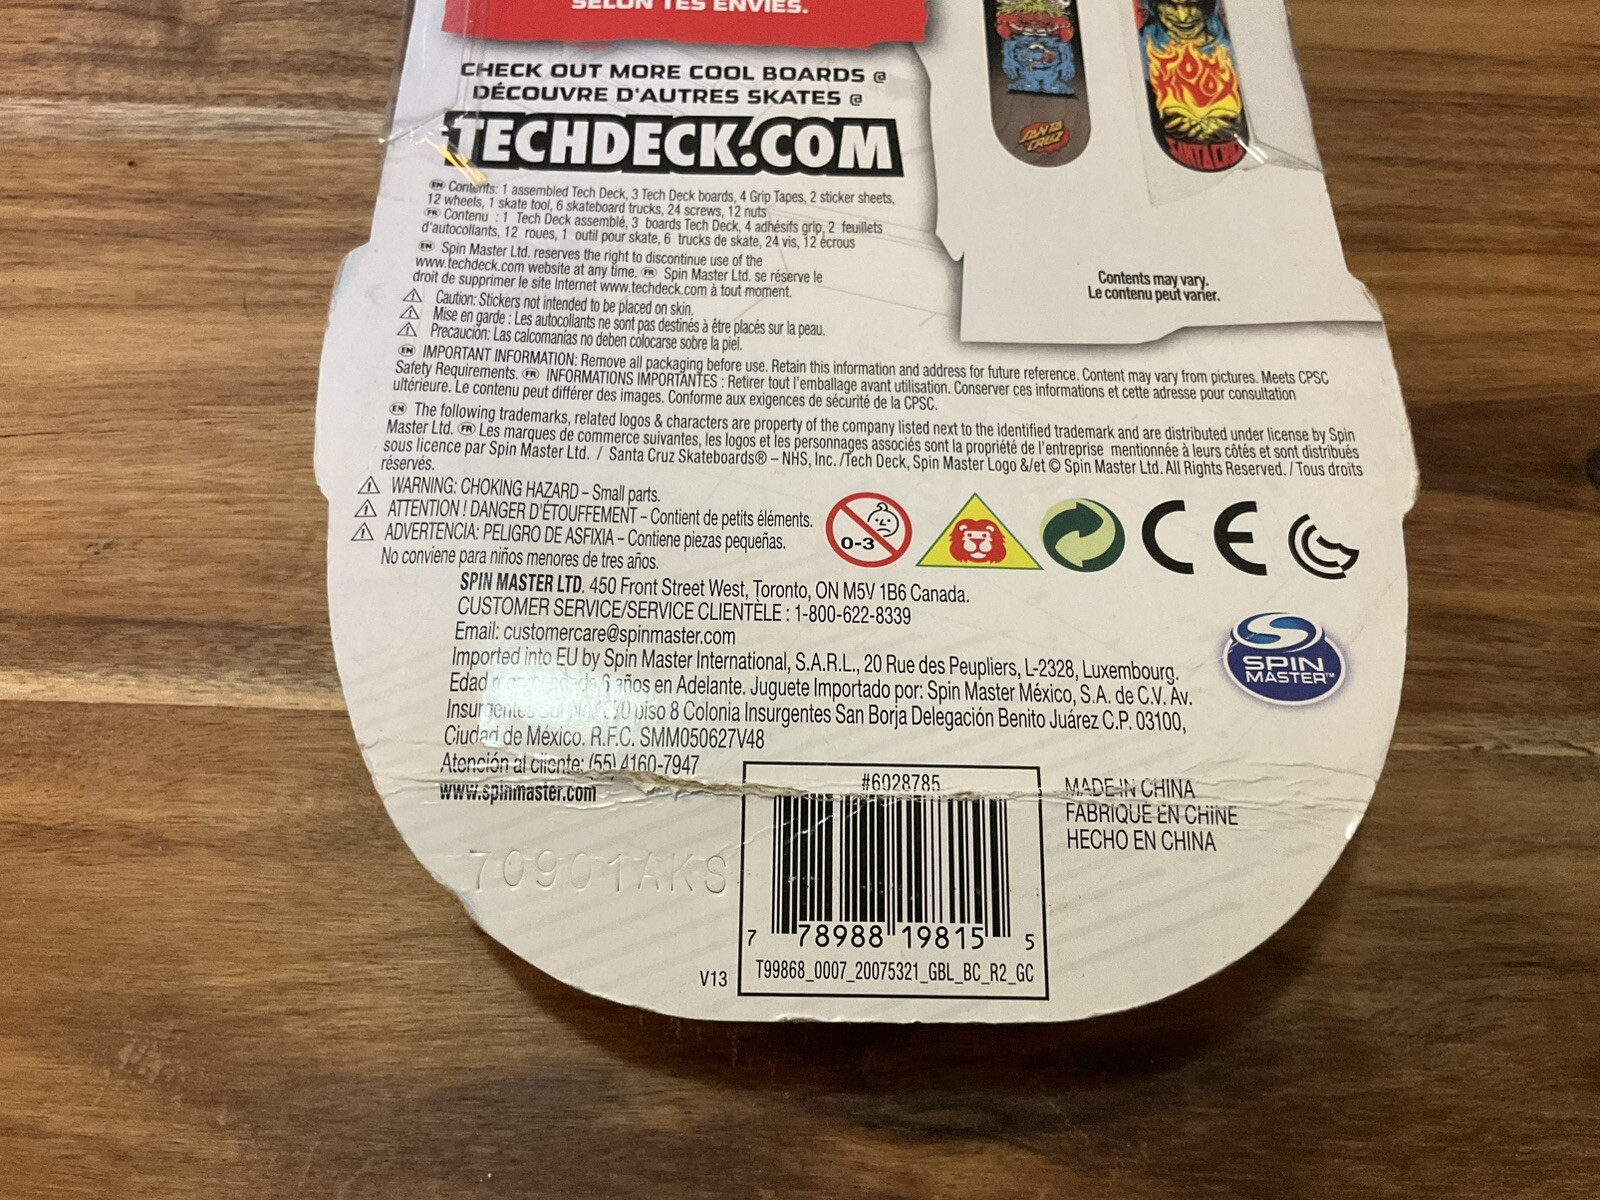 SELON TES ENVIES.
CHECK OUT MORE COOL BOARDS @
DÉCOUVRE D'AUTRES SKATES @
TECHDECK.COM
EN Contents: 1 assembled Tech Deck, 3 Tech Deck boards, 4 Grip Tapes, 2 sticker sheets,
12 wheels, 1 skate tool, 6 skateboard trucks, 24 screws, 12 nuts
FR Contenu : 1 Tech Deck assemblé, 3 boards Tech Deck, 4 adhésifs grip, 2 feuillets
d'autocollants, 12 roues, 1 outil pour skate, 6 trucks de skate, 24 vis, 12 écrous
EN Spin Master Ltd. reserves the right to discontinue use of the
www.techdeck.com website at any time. FR Spin Master Ltd. se réserve le
droit de supprimer le site Internet www.techdeck.com à tout moment.
Caution: Stickers not intended to be placed on skin.
Mise en garde : Les autocollants ne sont pas destinés à être placés sur la peau.
Precaución: Las calcomanías no deben colocarse sobre la piel.
SANTA
CRUZ
SANTA CRUZ
Contents may vary.
Le contenu peut varier.
EN IMPORTANT INFORMATION: Remove all packaging before use. Retain this information and address for future reference. Content may vary from pictures. Meets CPSC
Safety Requirements. FR INFORMATIONS IMPORTANTES : Retirer tout l'emballage avant utilisation. Conserver ces informations et cette adresse pour consultation
ultérieure. Le contenu peut différer des images. Conforme aux exigences de sécurité de la CPSC.
EN The following trademarks, related logos & characters are property of the company listed next to the identified trademark and are distributed under license by Spin
Master Ltd. FR Les marques de commerce suivantes, les logos et les personnages associés sont la propriété de l'entreprise mentionnée à leurs côtés et sont distribués
sous licence par Spin Master Ltd. / Santa Cruz Skateboards® – NHS, Inc. /Tech Deck, Spin Master Logo &/et © Spin Master Ltd. All Rights Reserved. / Tous droits
réservés.
WARNING: CHOKING HAZARD – Small parts.
ATTENTION ! DANGER D'ÉTOUFFEMENT – Contient de petits éléments.
ADVERTENCIA: PELIGRO DE ASFIXIA – Contiene piezas pequeñas.
No conviene para niños menores de tres años.
0-3
CE
SPIN MASTER LTD. 450 Front Street West, Toronto, ON M5V 1B6 Canada.
CUSTOMER SERVICE/SERVICE CLIENTÈLE : 1-800-622-8339
Email: customercare@spinmaster.com
Imported into EU by Spin Master International, S.A.R.L., 20 Rue des Peupliers, L-2328, Luxembourg.
Edad 6 años en Adelante. Juguete Importado por: Spin Master México, S.A. de C.V. Av.
Insurgentes Sur piso 8 Colonia Insurgentes San Borja Delegación Benito Juárez C.P. 03100,
Ciudad de México. R.F.C. SMM050627V48
Atención al cliente: (55) 4160-7947
www.spinmaster.com
SPIN
MASTER™
70901AKS
#6028785
7 78988 19815 5
T99868_0007_20075321_GBL_BC_R2_GC
V13
MADE IN CHINA
FABRIQUÉ EN CHINE
HECHO EN CHINA